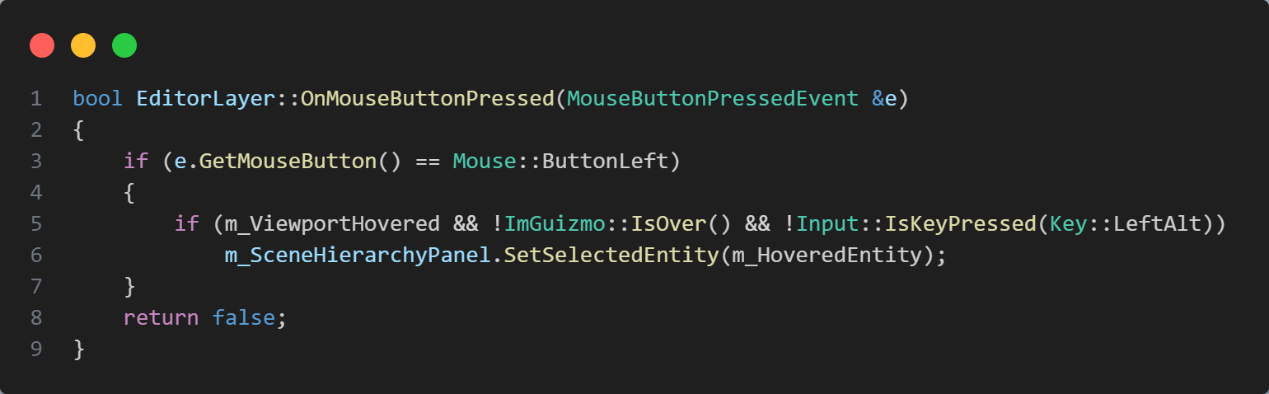 1 bool EditorLayer::OnMouseButtonPressed(MouseButtonPressedEvent &e)
2 {
3     if (e.GetMouseButton() == Mouse::ButtonLeft)
4     {
5         if (m_ViewportHovered && !ImGuizmo::IsOver() && !Input::IsKeyPressed(Key::LeftAlt))
6             m_SceneHierarchyPanel.SetSelectedEntity(m_HoveredEntity);
7     }
8     return false;
9 }